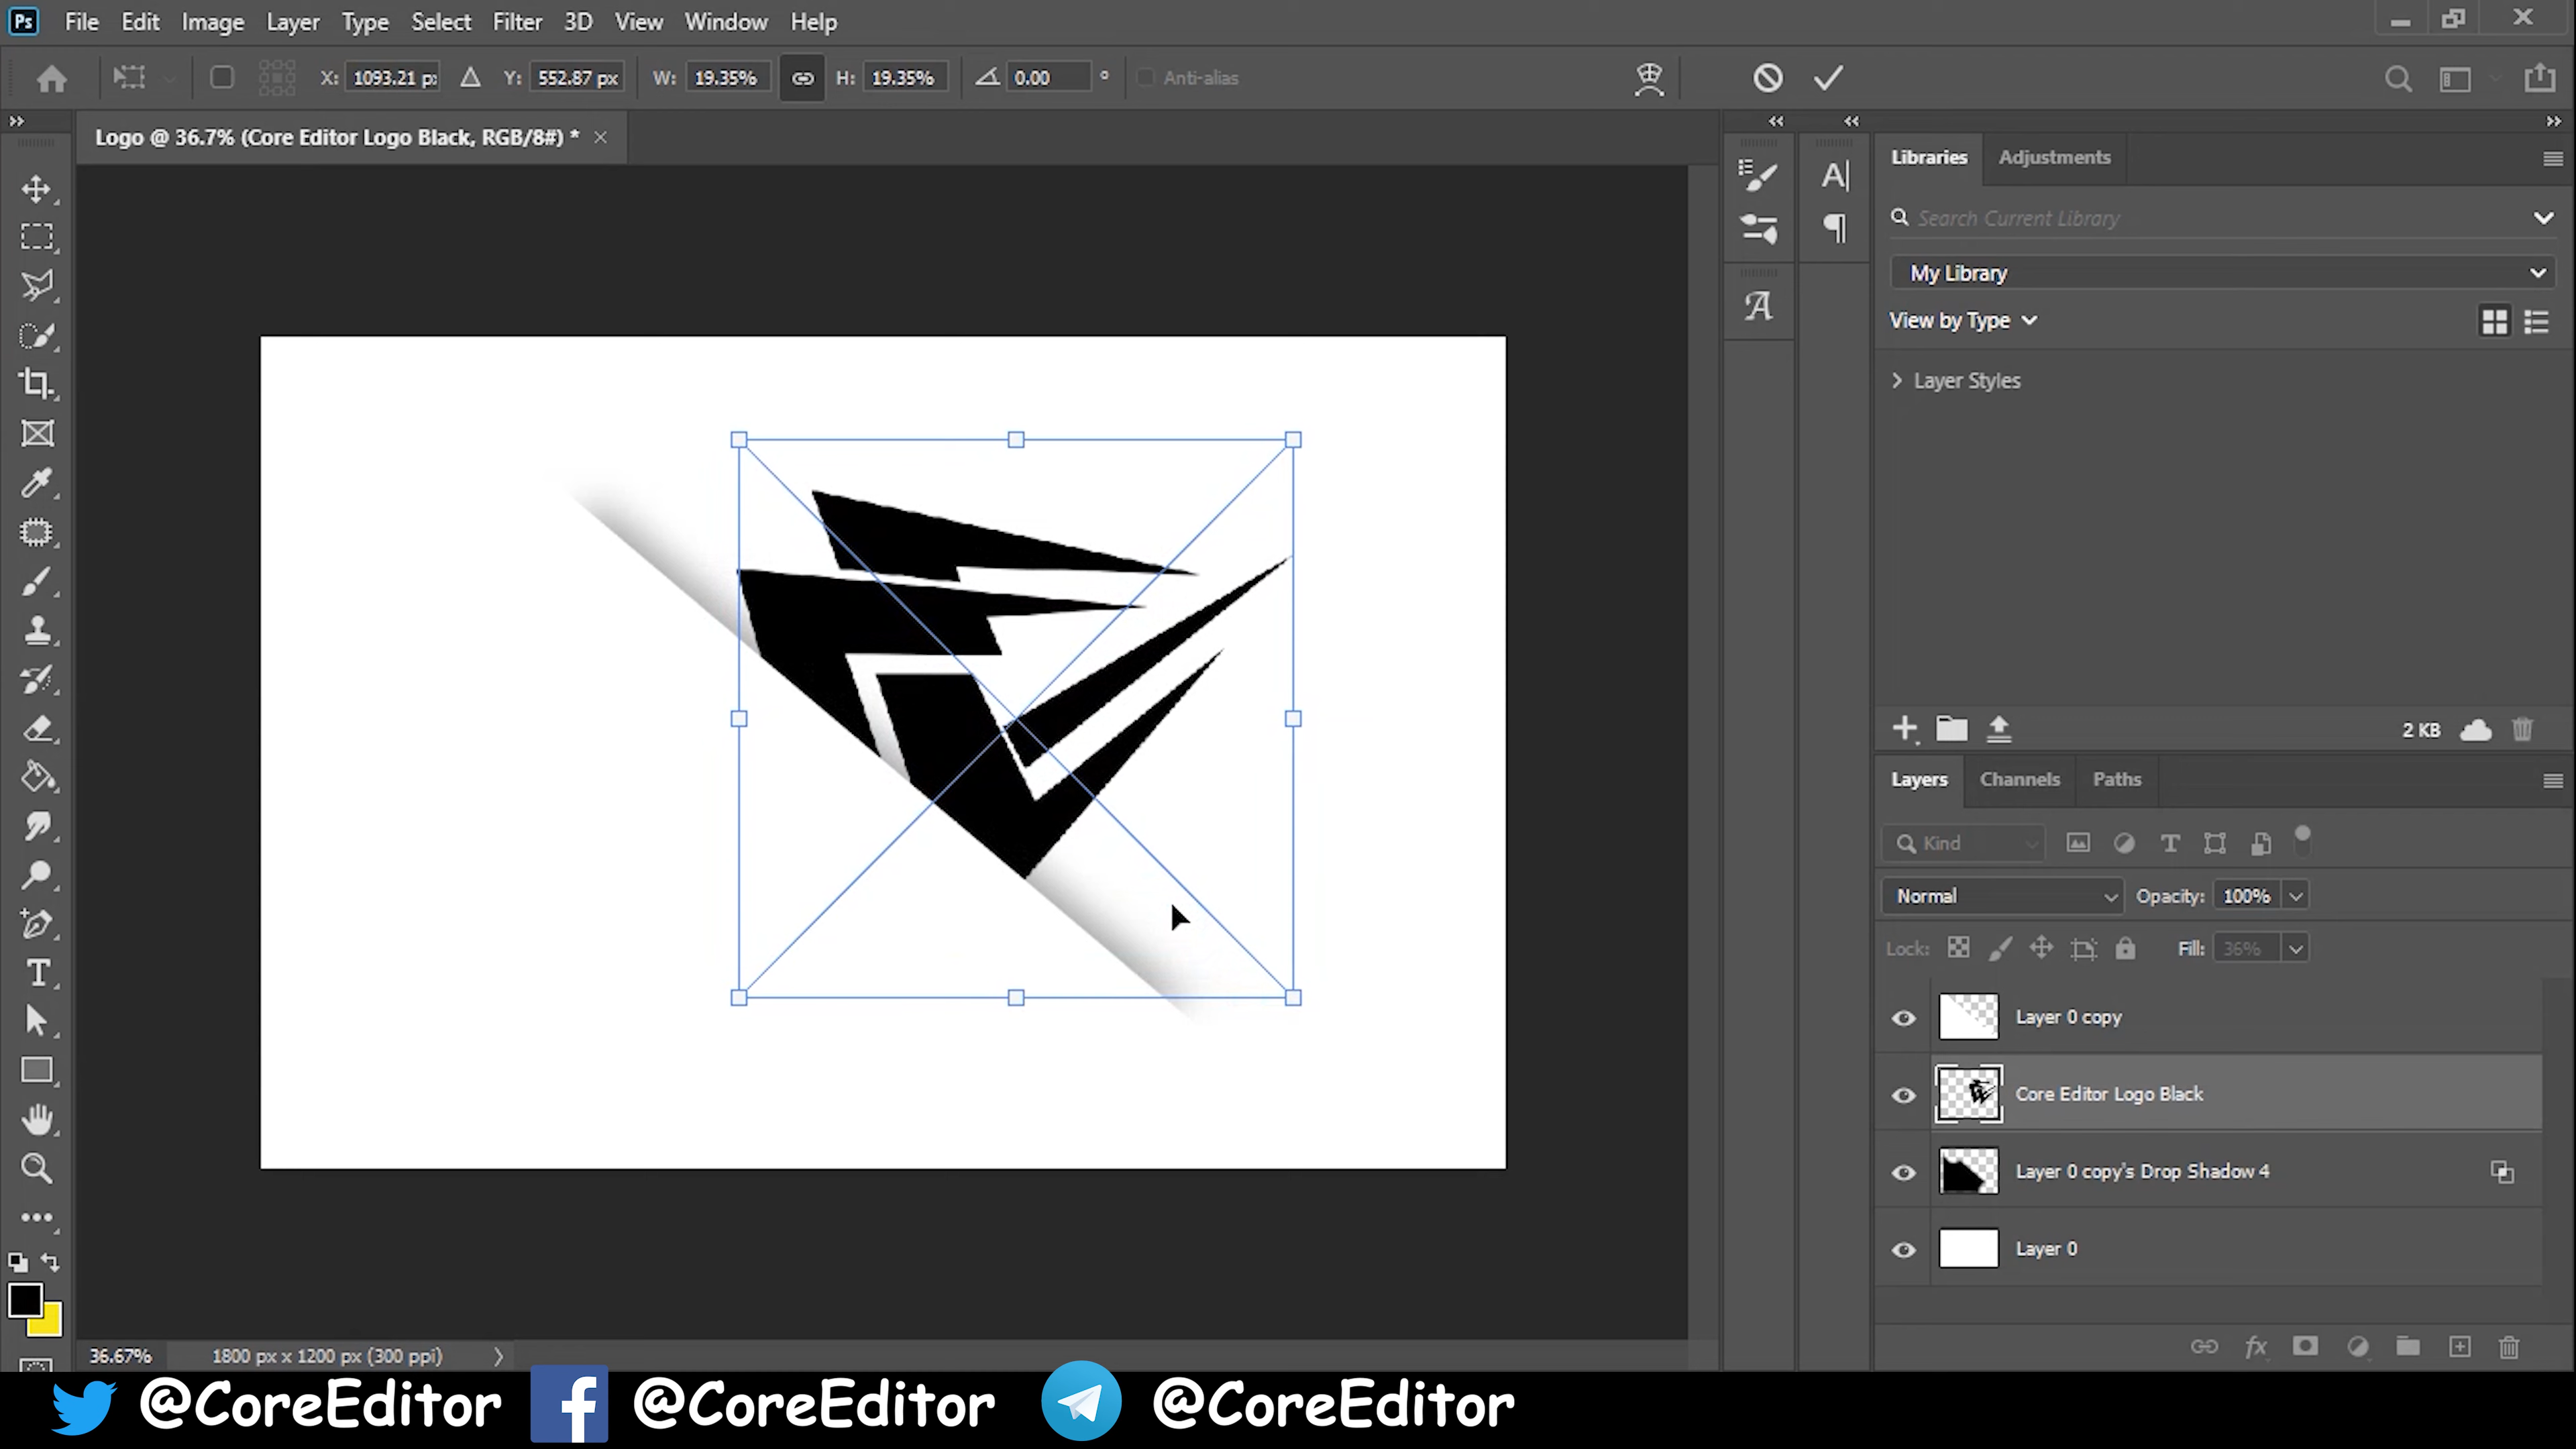 Ps File Edit Image Layer Type Select Filter 3D View Window Help
X: 1093.21 px Y: 552.87 px W: 19.35% H: 19.35% 0.00 ° Anti-alias
Logo @ 36.7% (Core Editor Logo Black, RGB/8#) *
Libraries Adjustments
Search Current Library
My Library
View by Type
Layer Styles
2 KB
Layers Channels Paths
Kind
Normal Opacity: 100%
Lock: Fill: 36%
Layer 0 copy
Core Editor Logo Black
Layer 0 copy's Drop Shadow 4
Layer 0
36.67% 1800 px x 1200 px (300 ppi)
@CoreEditor @CoreEditor @CoreEditor